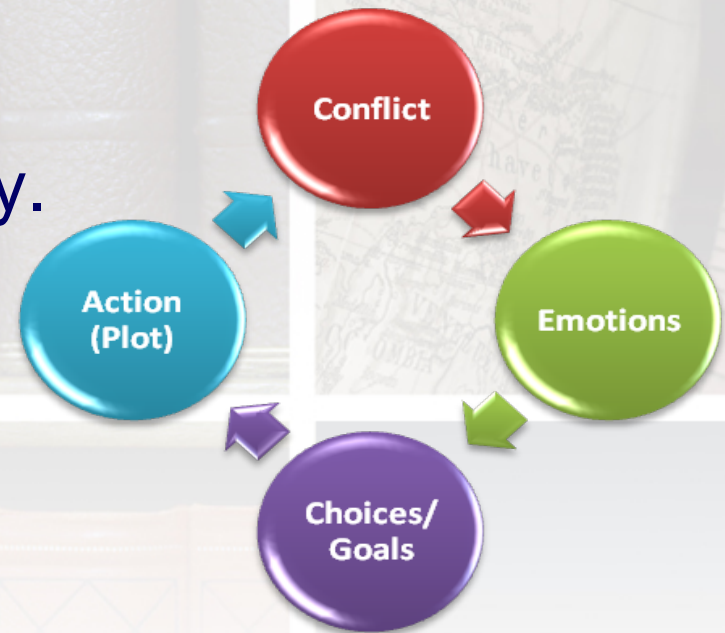 Conflict
y.
Action
(Plot)
Emotions
Choices/
Goals